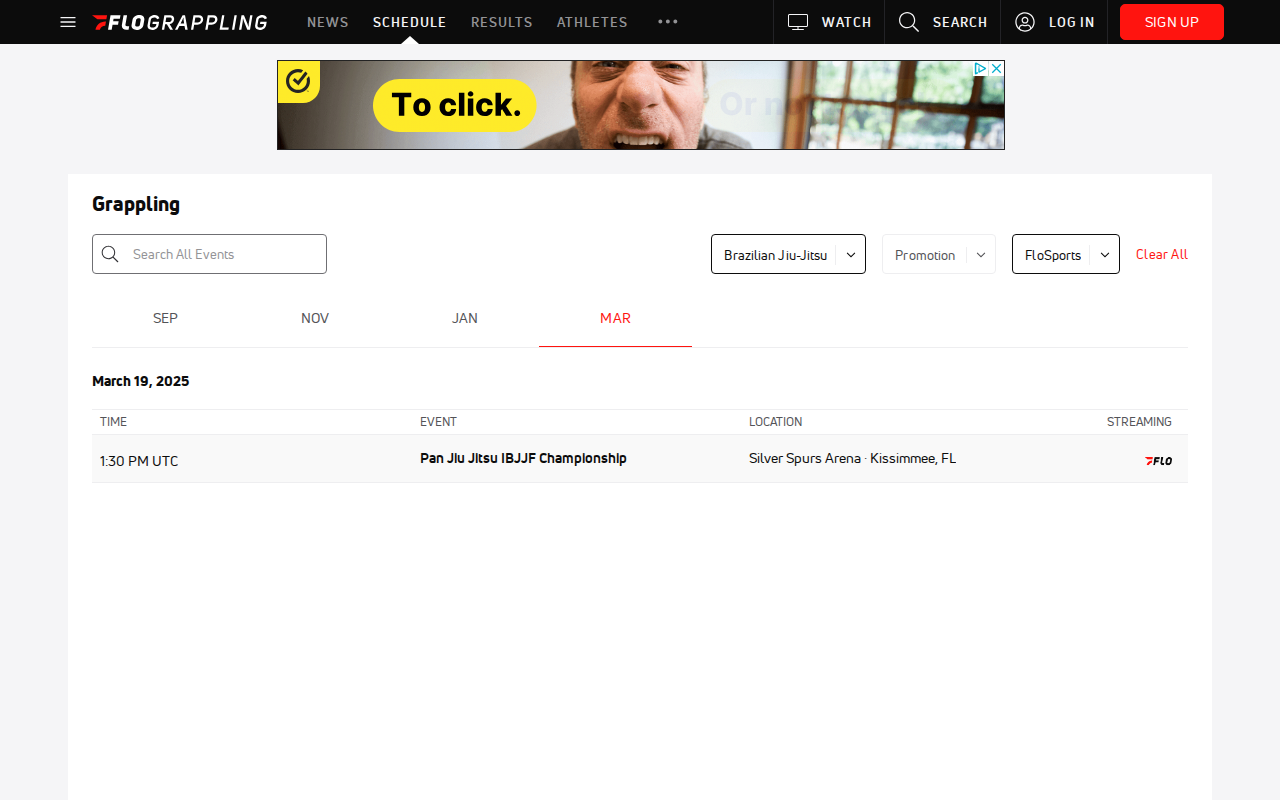 FLOGRAPPLING NEWS SCHEDULE RESULTS ATHLETES WATCH SEARCH LOG IN SIGN UP
To click. Or no
Grappling
Search All Events Brazilian Jiu-Jitsu Promotion FloSports Clear All
SEP NOV JAN MAR
March 19, 2025
TIME EVENT LOCATION STREAMING
1:30 PM UTC Pan Jiu Jitsu IBJJF Championship Silver Spurs Arena · Kissimmee, FL FLO